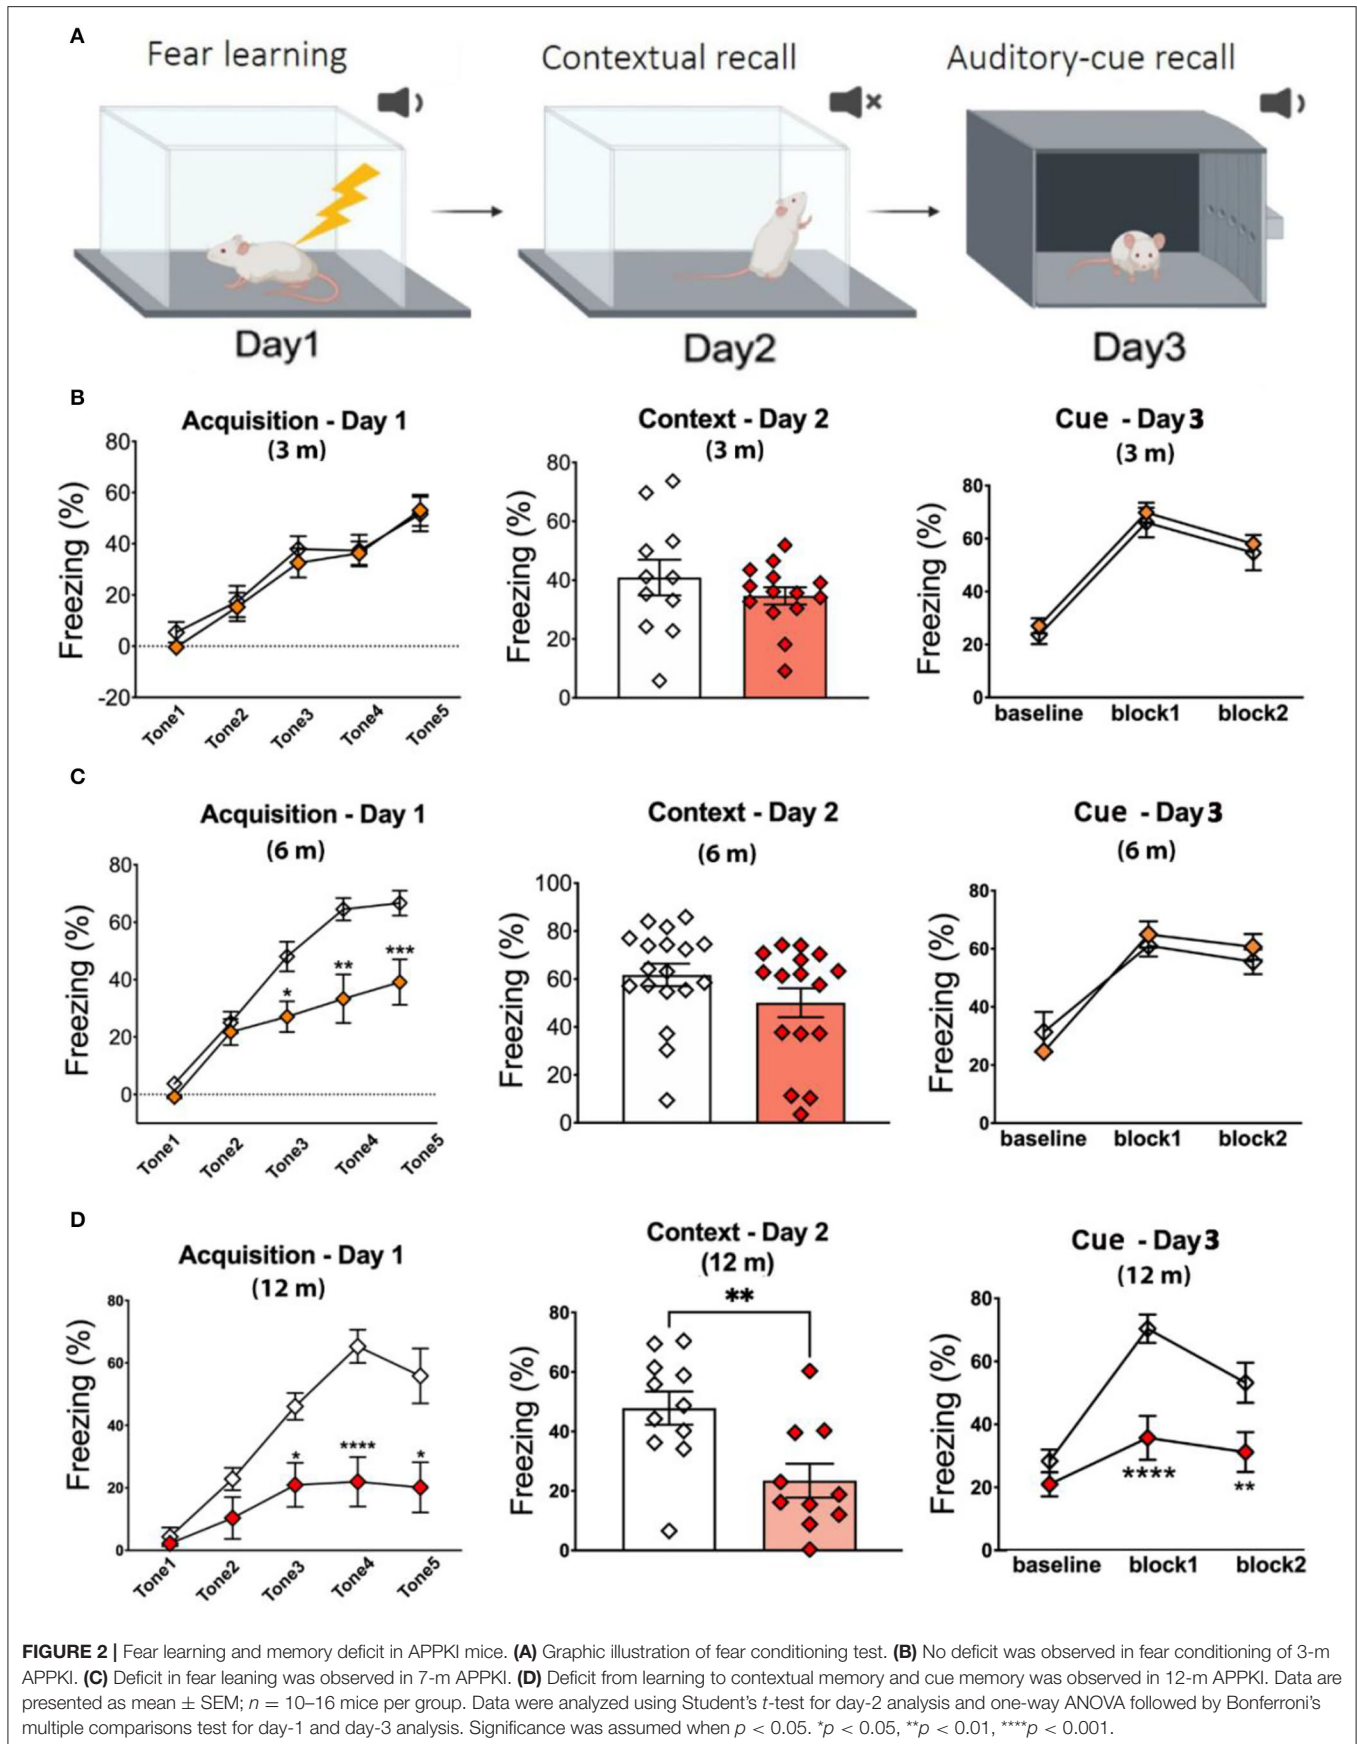 A
Fear learning
Contextual recall
Auditory-cue recall
Day1
Day2
Day3
B
Acquisition - Day 1
(3 m)
Freezing (%)
80
60
40
20
0
-20
Tone1
Tone2
Tone3
Tone4
Tone5
Context - Day 2
(3 m)
Freezing (%)
80
60
40
20
0
Cue - Day 3
(3 m)
Freezing (%)
80
60
40
20
0
baseline
block1
block2
C
Acquisition - Day 1
(6 m)
Freezing (%)
80
60
40
20
0
*
**
***
Tone1
Tone2
Tone3
Tone4
Tone5
Context - Day 2
(6 m)
Freezing (%)
100
80
60
40
20
0
Cue - Day 3
(6 m)
Freezing (%)
80
60
40
20
0
baseline
block1
block2
D
Acquisition - Day 1
(12 m)
Freezing (%)
80
60
40
20
0
*
****
*
Tone1
Tone2
Tone3
Tone4
Tone5
Context - Day 2
(12 m)
**
Freezing (%)
80
60
40
20
0
Cue - Day 3
(12 m)
Freezing (%)
80
60
40
20
0
****
**
baseline
block1
block2
FIGURE 2 | Fear learning and memory deficit in APPKI mice. (A) Graphic illustration of fear conditioning test. (B) No deficit was observed in fear conditioning of 3-m
APPKI. (C) Deficit in fear leaning was observed in 7-m APPKI. (D) Deficit from learning to contextual memory and cue memory was observed in 12-m APPKI. Data are
presented as mean ± SEM; n = 10–16 mice per group. Data were analyzed using Student's t-test for day-2 analysis and one-way ANOVA followed by Bonferroni's
multiple comparisons test for day-1 and day-3 analysis. Significance was assumed when p < 0.05. *p < 0.05, **p < 0.01, ****p < 0.001.